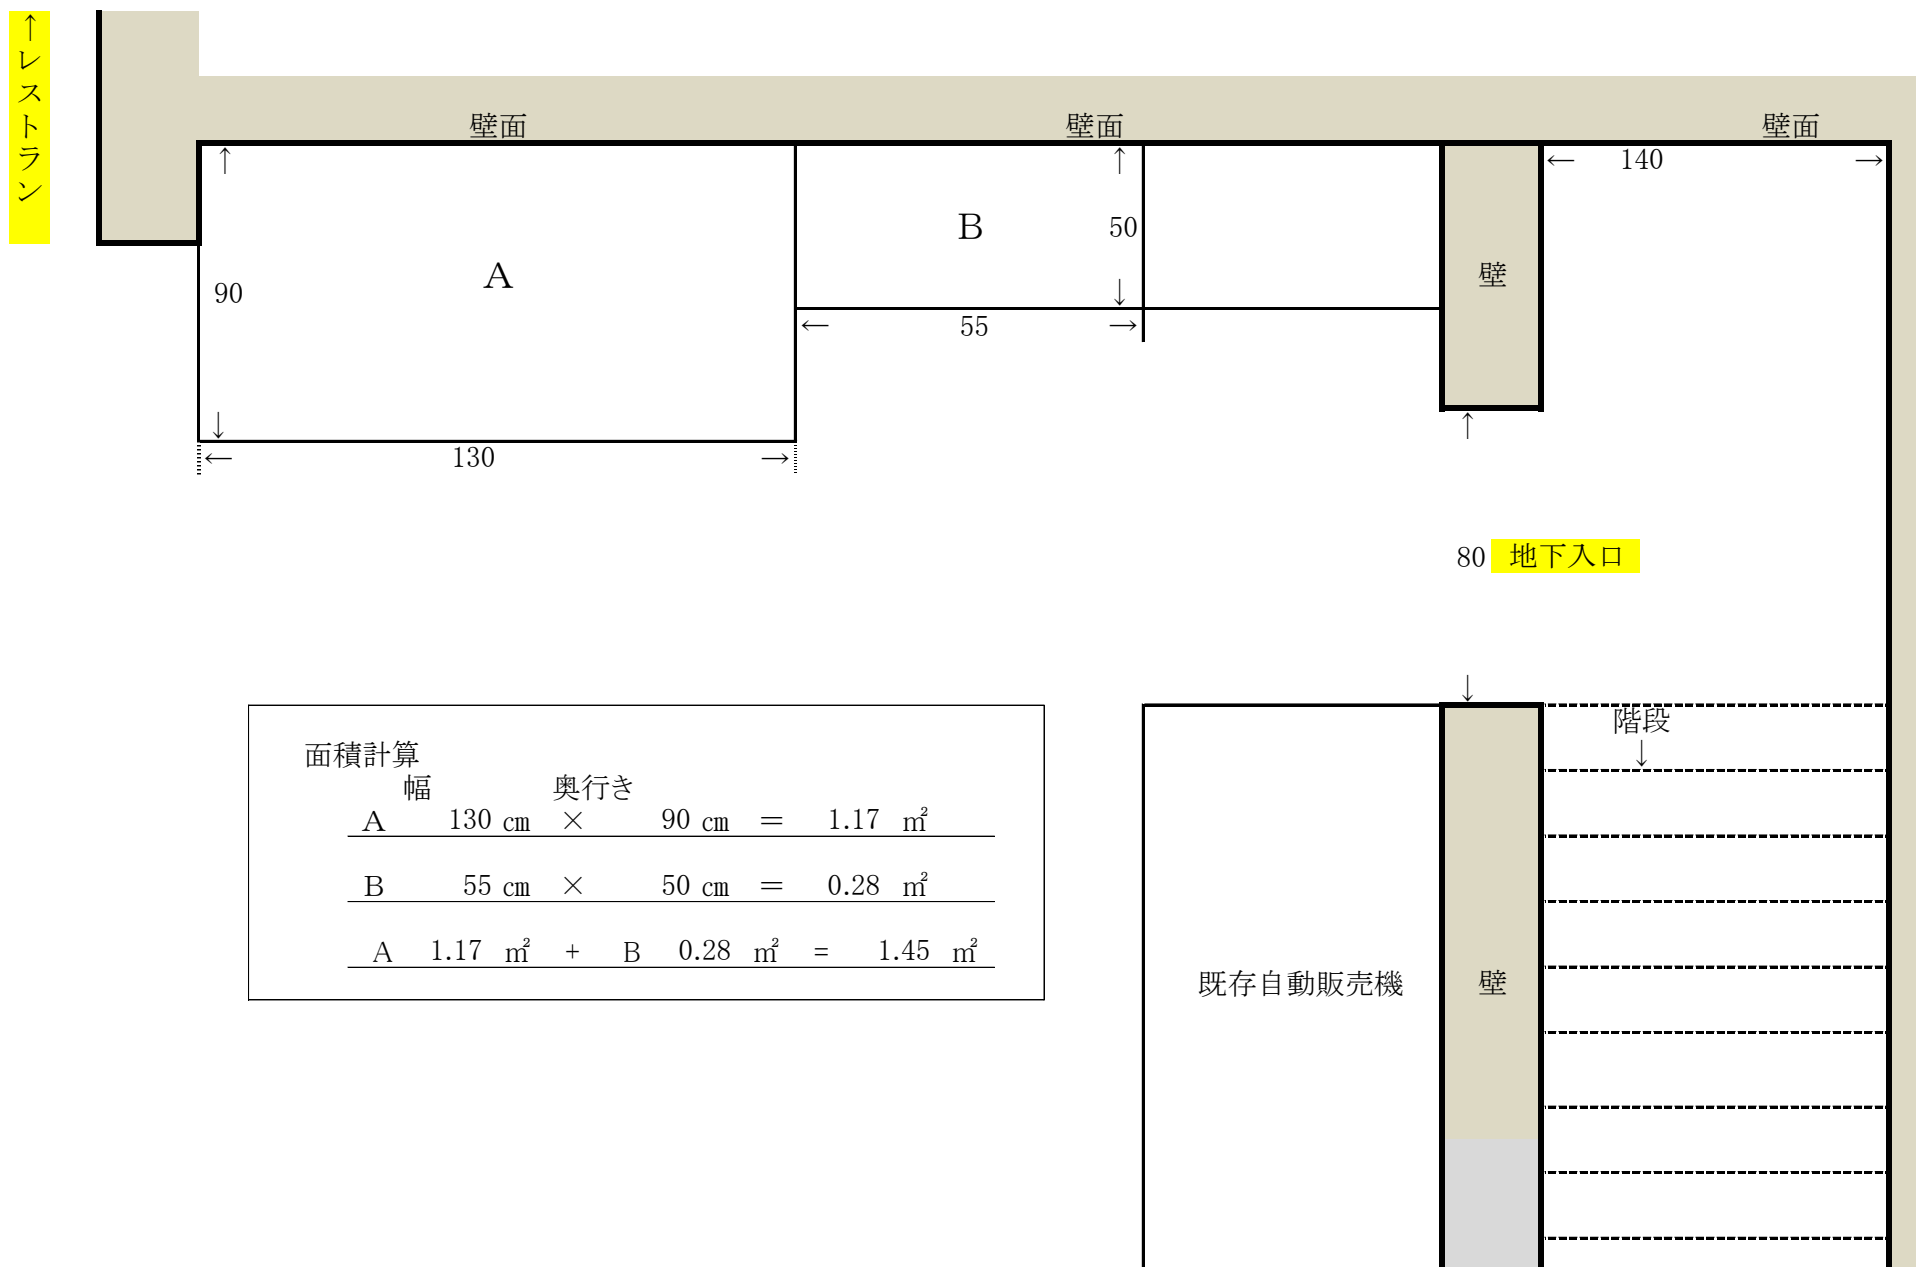 ↑レストラン
壁面 壁面 壁面
↑ ↑ ← 140 →
B 50
A 壁
90 ↓
← 55 →
↓ ↑
← 130 →
80 地下入口
↓
階段
↓
面積計算
幅 奥行き
A 130 ㎝ × 90 ㎝ = 1.17 ㎡
B 55 ㎝ × 50 ㎝ = 0.28 ㎡
A 1.17 ㎡ + B 0.28 ㎡ = 1.45 ㎡
既存自動販売機 壁